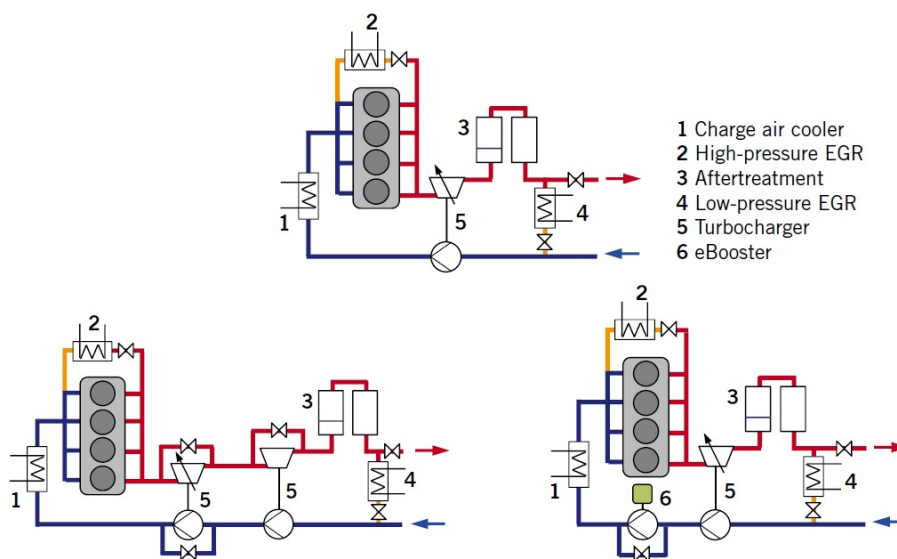 2
3
1
5
4
1 Charge air cooler
2 High-pressure EGR
3 Aftertreatment
4 Low-pressure EGR
5 Turbocharger
6 eBooster
2
3
1
5
5
4
2
3
1
6
5
4